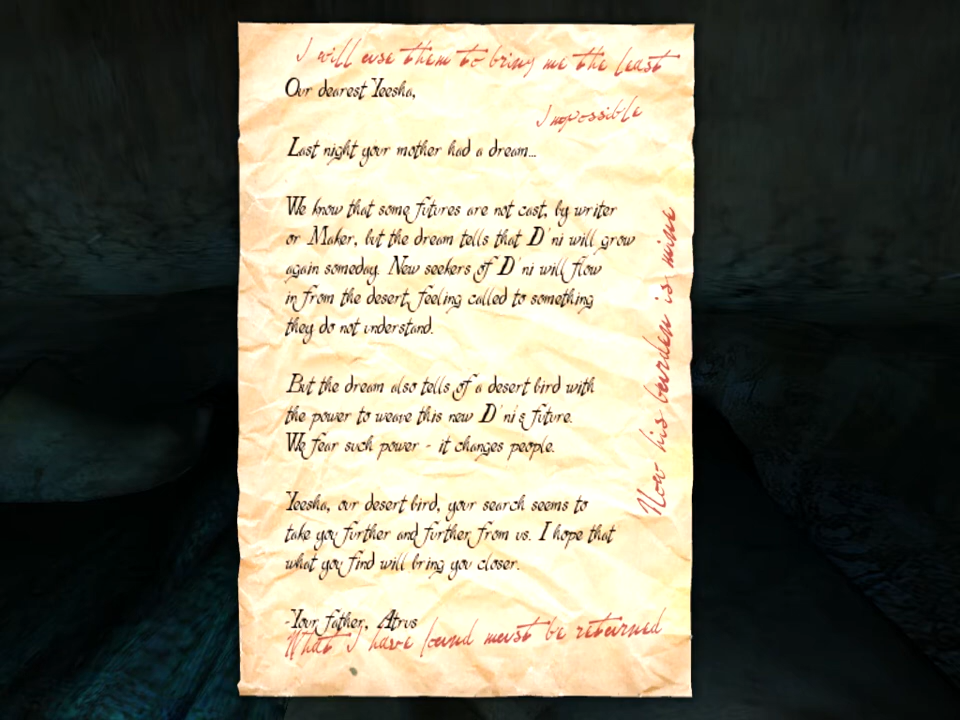 I will use them to bring me the least
Our dearest Yeesha,
Impossible
Last night your mother had a dream...
We know that some futures are not cast, by writer
or Maker, but the dream tells that D'ni will grow
again someday. New seekers of D'ni will flow
in from the desert, feeling called to something
they do not understand.
But the dream also tells of a desert bird with
the power to weave this new D'ni's future.
We fear such power - it changes people.
Yeesha, our desert bird, your search seems to
take you further and further from us. I hope that
what you find will bring you closer.
-Your father, Atrus
What I have found must be returned
Now his burden is mine